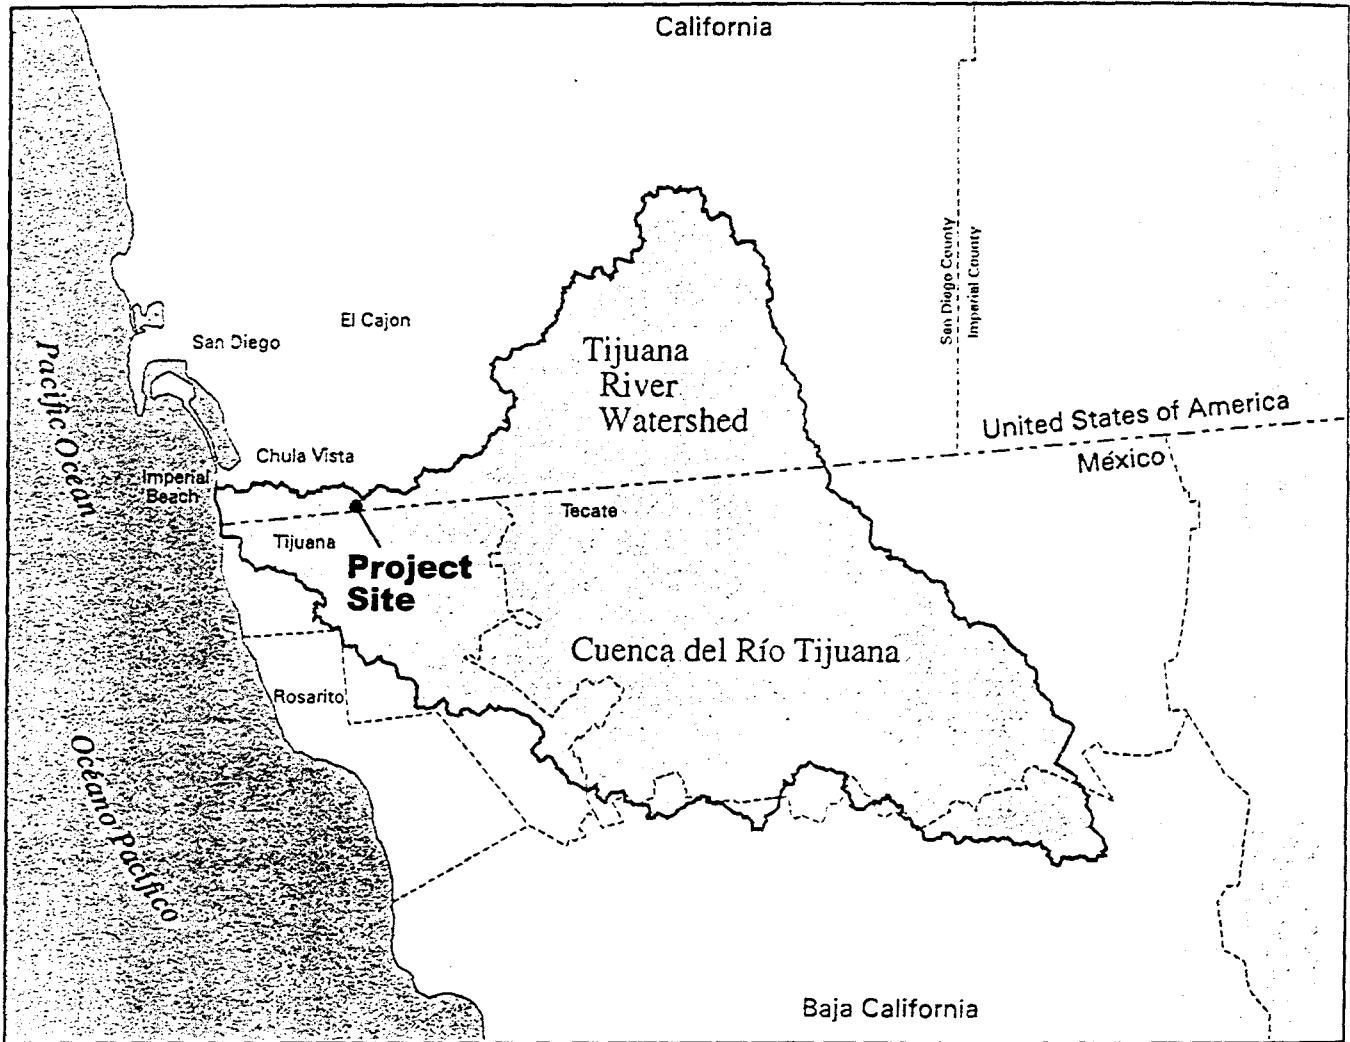 California
San Diego County
Imperial County
El Cajon
San Diego
Tijuana
River
Watershed
Pacific Ocean
United States of America
México
Chula Vista
Imperial
Beach
Tecate
Tijuana
Project
Site
Cuenca del Río Tijuana
Rosarito
Océano Pacífico
Baja California